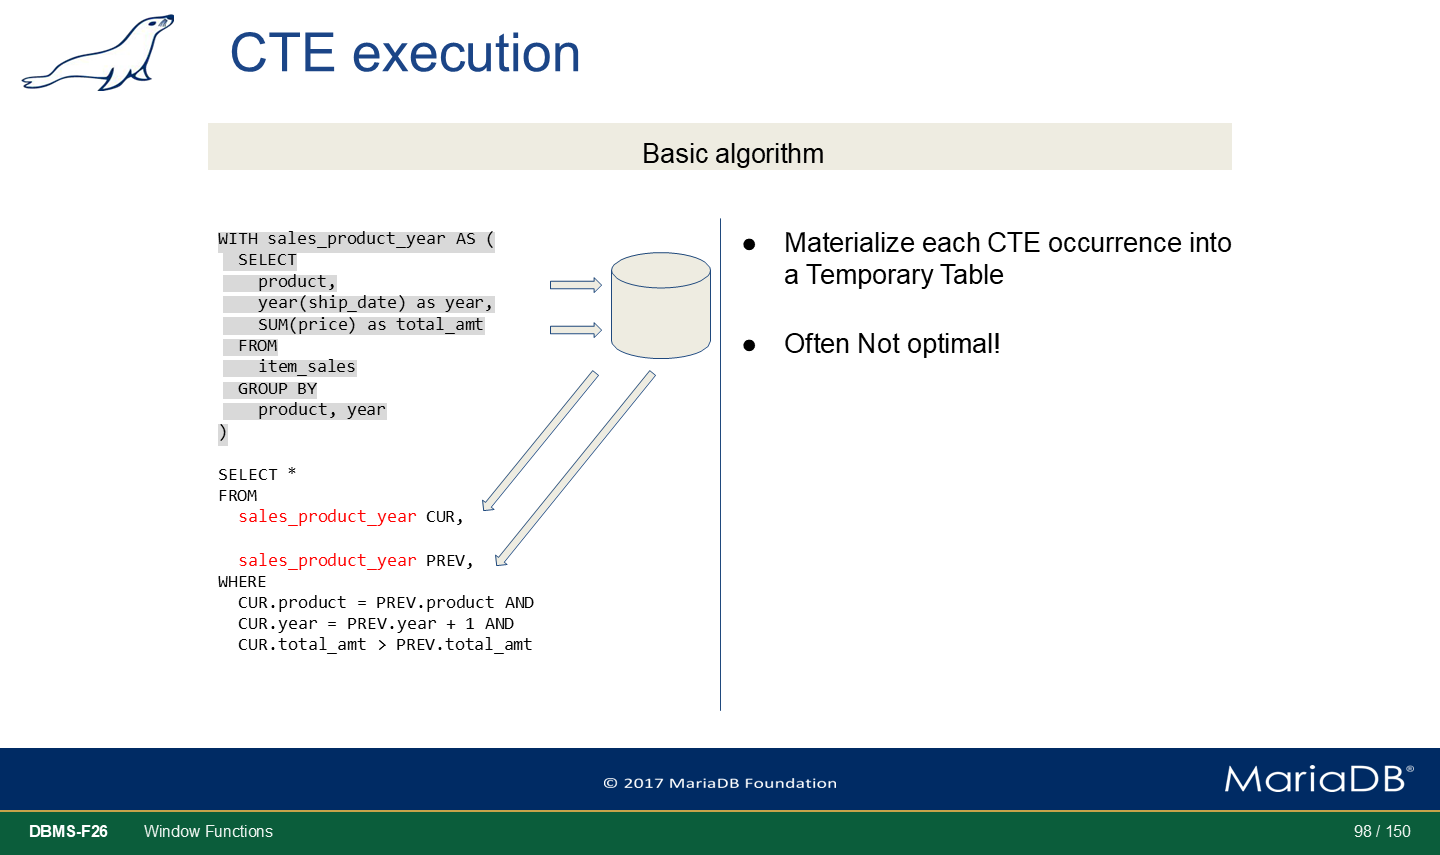 CTE execution
Basic algorithm
WITH sales_product_year AS (
  SELECT
    product,
    year(ship_date) as year,
    SUM(price) as total_amt
  FROM
    item_sales
  GROUP BY
    product, year
)
SELECT *
FROM
  sales_product_year CUR,
  sales_product_year PREV,
WHERE
  CUR.product = PREV.product AND
  CUR.year = PREV.year + 1 AND
  CUR.total_amt > PREV.total_amt
● Materialize each CTE occurrence into
a Temporary Table
● Often Not optimal!
© 2017 MariaDB Foundation
MariaDB®
DBMS-F26 Window Functions 98 / 150